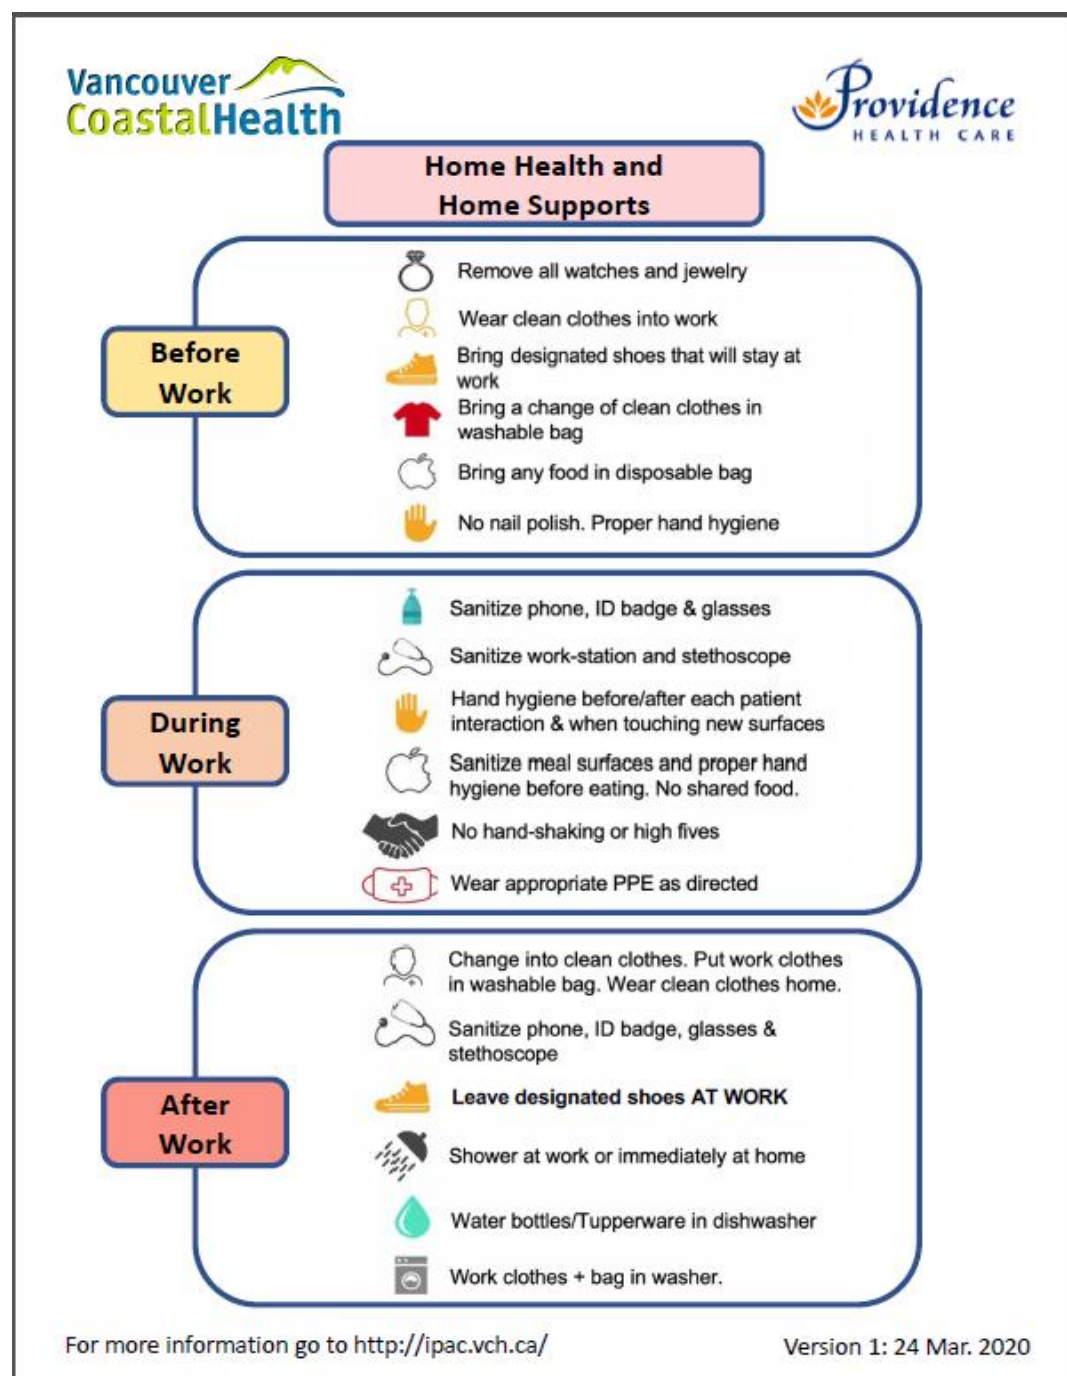 Vancouver
CoastalHealth
Providence
HEALTH CARE
Home Health and
Home Supports
Before
Work
Remove all watches and jewelry
Wear clean clothes into work
Bring designated shoes that will stay at
work
Bring a change of clean clothes in
washable bag
Bring any food in disposable bag
No nail polish. Proper hand hygiene
During
Work
Sanitize phone, ID badge & glasses
Sanitize work-station and stethoscope
Hand hygiene before/after each patient
interaction & when touching new surfaces
Sanitize meal surfaces and proper hand
hygiene before eating. No shared food.
No hand-shaking or high fives
Wear appropriate PPE as directed
After
Work
Change into clean clothes. Put work clothes
in washable bag. Wear clean clothes home.
Sanitize phone, ID badge, glasses &
stethoscope
Leave designated shoes AT WORK
Shower at work or immediately at home
Water bottles/Tupperware in dishwasher
Work clothes + bag in washer.
For more information go to http://ipac.vch.ca/
Version 1: 24 Mar. 2020